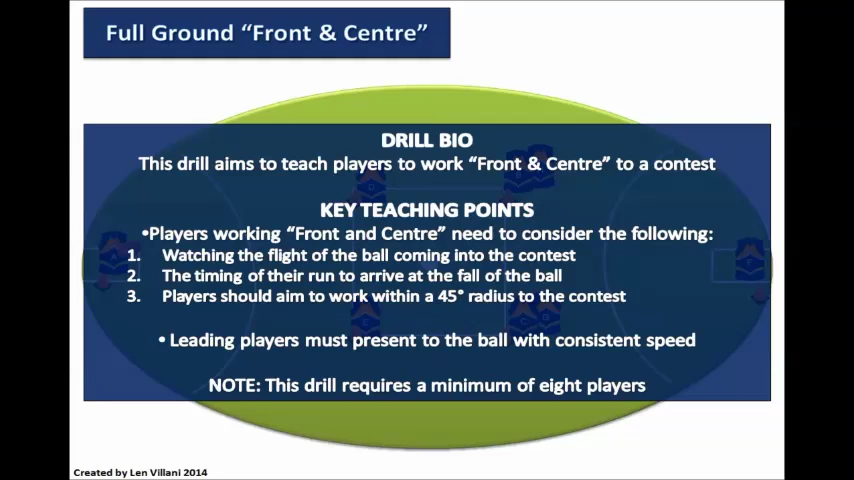 Full Ground “Front & Centre”
DRILL BIO
This drill aims to teach players to work “Front & Centre” to a contest
KEY TEACHING POINTS
•Players working “Front and Centre” need to consider the following:
1. Watching the flight of the ball coming into the contest
2. The timing of their run to arrive at the fall of the ball
3. Players should aim to work within a 45° radius to the contest
• Leading players must present to the ball with consistent speed
NOTE: This drill requires a minimum of eight players
Created by Len Villani 2014